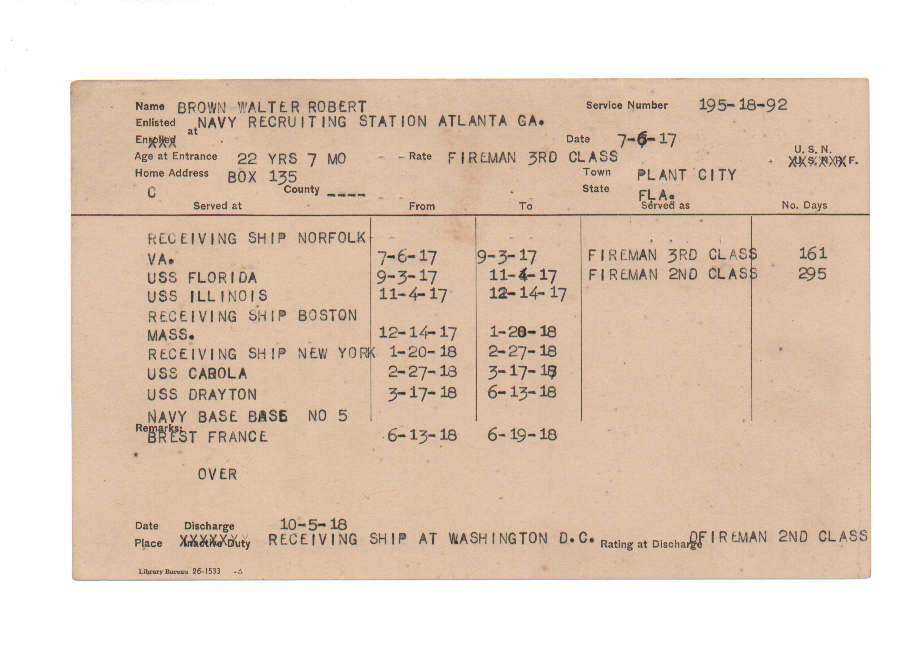 Name BROWN WALTER ROBERT Service Number 195-18-92
Enlisted at NAVY RECRUITING STATION ATLANTA GA.
Enrolled XXX Date 7-6-17
Age at Entrance 22 YRS 7 MO - - Rate FIREMAN 3RD CLASS U. S. N.
Home Address BOX 135 Town PLANT CITY U. S. N. R. F.
C County ---- State FLA.
Served at From To Served as No. Days
RECEIVING SHIP NORFOLK
VA. 7-6-17 9-3-17 FIREMAN 3RD CLASS 161
USS FLORIDA 9-3-17 11-4-17 FIREMAN 2ND CLASS 295
USS ILLINOIS 11-4-17 12-14-17
RECEIVING SHIP BOSTON
MASS. 12-14-17 1-20-18
RECEIVING SHIP NEW YORK 1-20-18 2-27-18
USS CAROLA 2-27-18 3-17-18
USS DRAYTON 3-17-18 6-13-18
NAVY BASE BASE NO 5
Remarks:
BREST FRANCE 6-13-18 6-19-18
OVER
Date Discharge 10-5-18
Place Inactive Duty XXXXXXX RECEIVING SHIP AT WASHINGTON D.C. Rating at Discharge FIREMAN 2ND CLASS
Library Bureau 26-1533